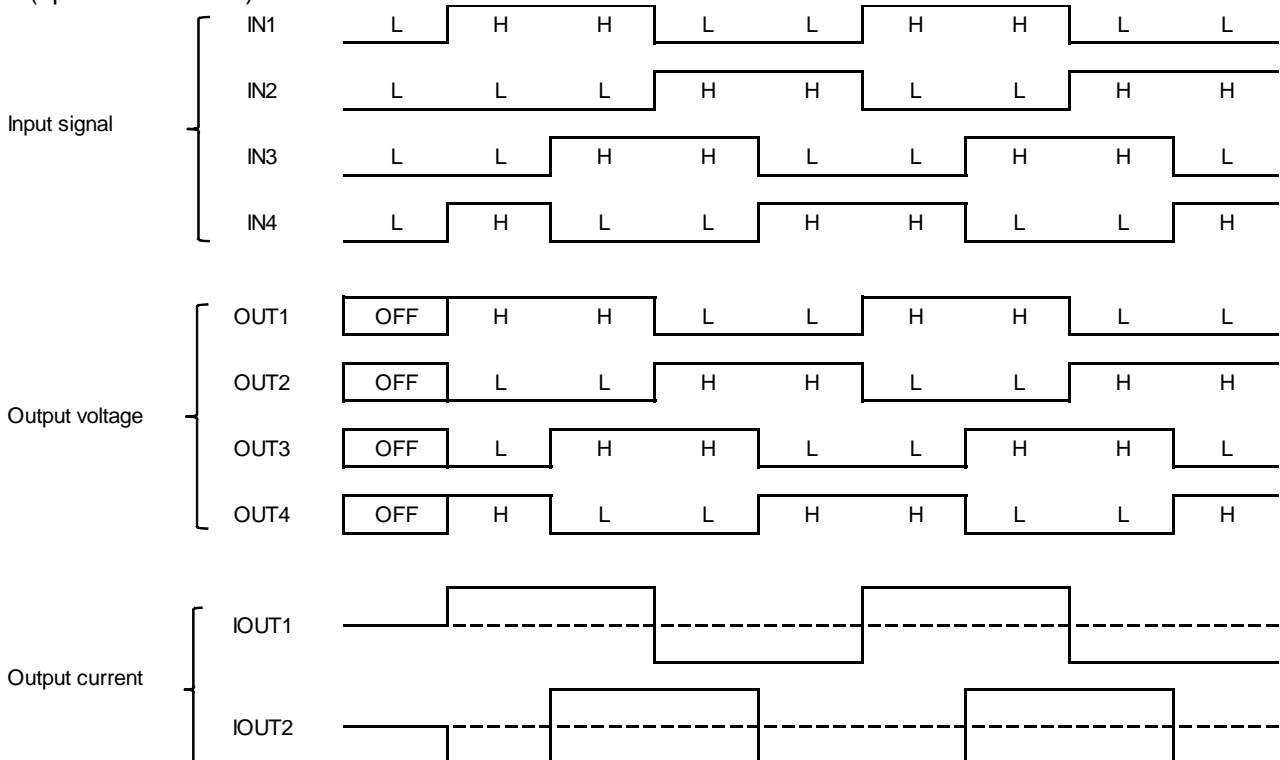 IN1 L H H L L H H L L
Input signal
IN2 L L L H H L L H H
IN3 L L H H L L H H L
IN4 L H L L H H L L H
OUT1 OFF H H L L H H L L
Output voltage
OUT2 OFF L L H H L L H H
OUT3 OFF L H H L L H H L
OUT4 OFF H L L H H L L H
Output current
IOUT1
IOUT2